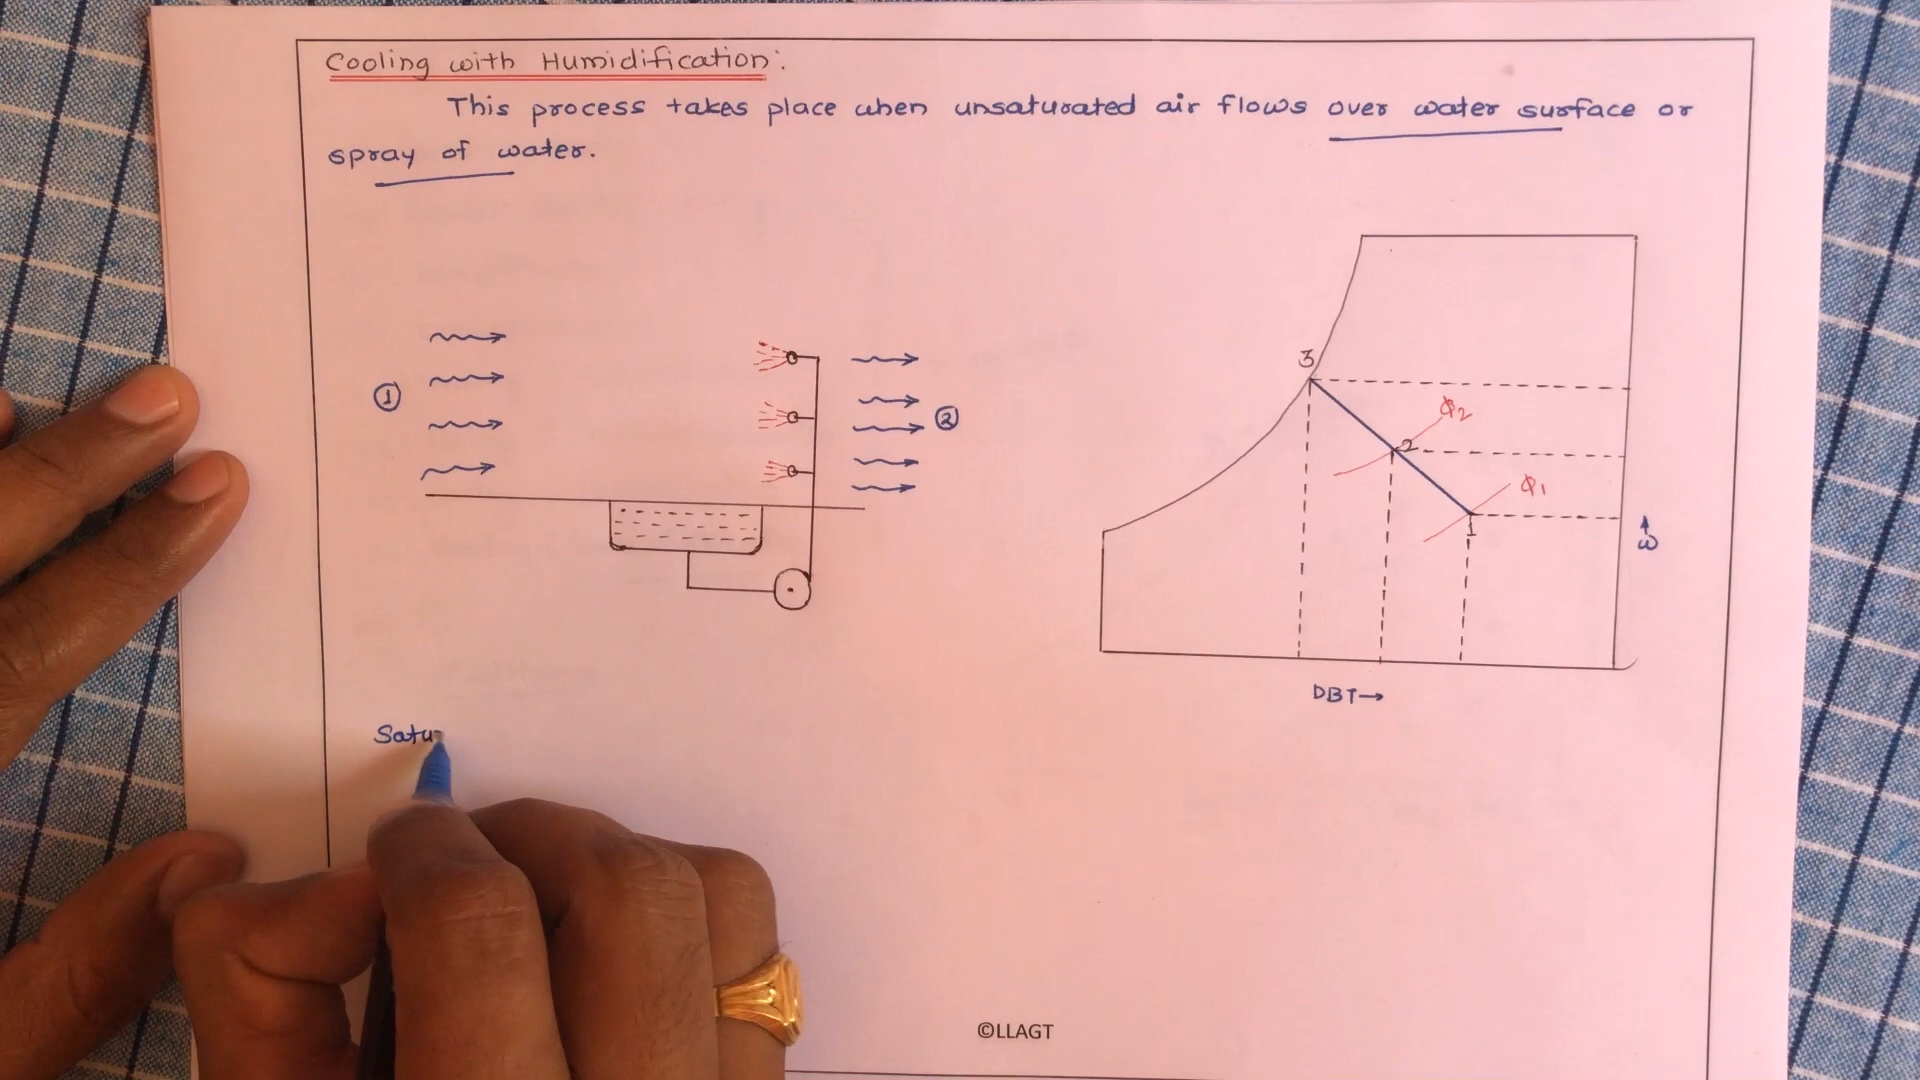 Cooling with Humidification:
This process takes place when unsaturated air flows over water surface or
spray of water.
①
②
3
2
1
Φ2
Φ1
ω
DBT→
Satu
©LLAGT